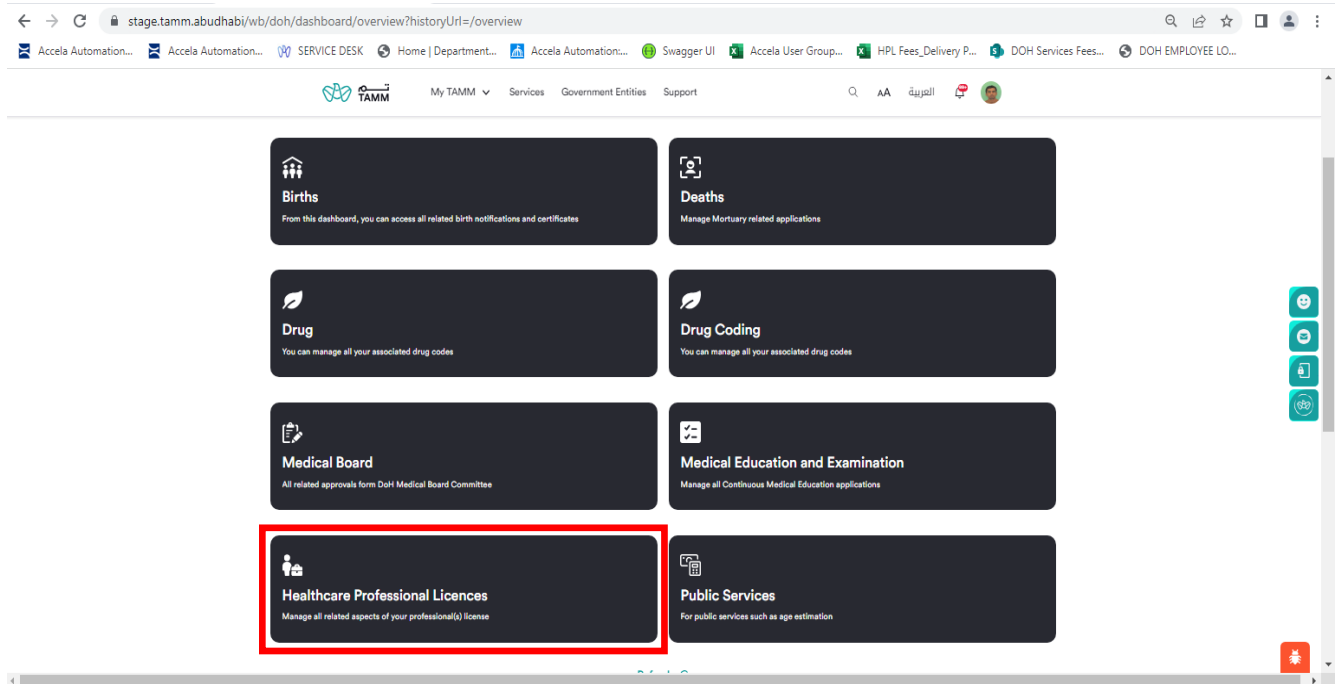 stage.tamm.abudhabi/wb/doh/dashboard/overview?historyUrl=/overview
Accela Automation... Accela Automation... SERVICE DESK Home | Department... Accela Automation:... Swagger UI Accela User Group... HPL Fees_Delivery P... DOH Services Fees... DOH EMPLOYEE LO...
تــم TAMM My TAMM Services Government Entities Support AA العربية
Births
From this dashboard, you can access all related birth notifications and certificates
Deaths
Manage Mortuary related applications
Drug
You can manage all your associated drug codes
Drug Coding
You can manage all your associated drug codes
Medical Board
All related approvals form DoH Medical Board Committee
Medical Education and Examination
Manage all Continuous Medical Education applications
Healthcare Professional Licences
Manage all related aspects of your professional(s) license
Public Services
For public services such as age estimation